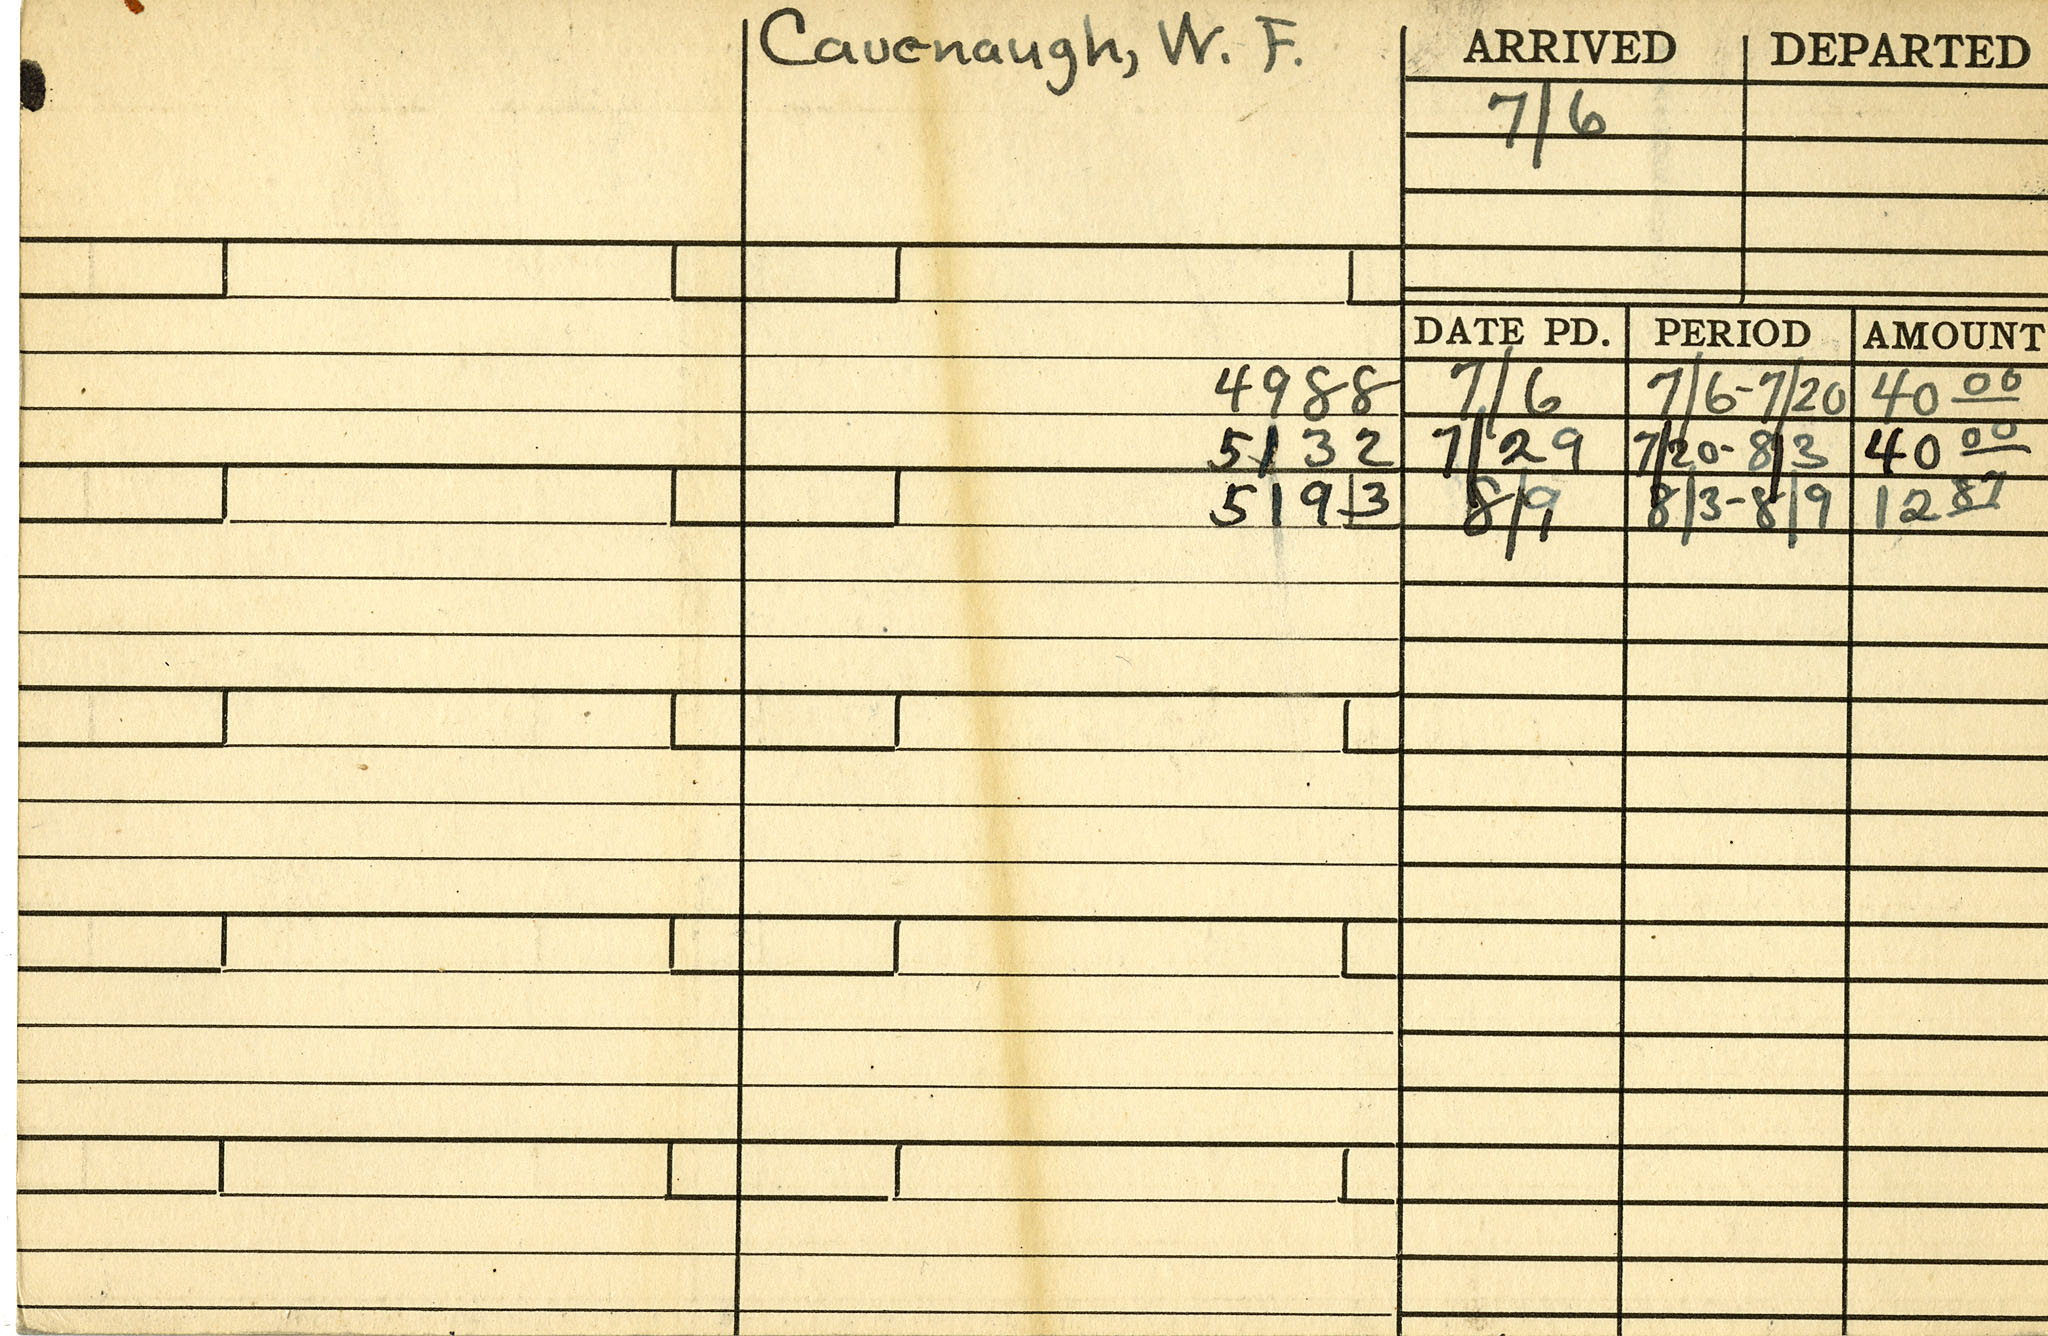 Cavenaugh, W. F.
ARRIVED DEPARTED
7/6
DATE PD. PERIOD AMOUNT
4988 7/6 7/6-7/20 40 00
5132 7/29 7/20-8/3 40 00
5193 8/9 8/3-8/9 12 87